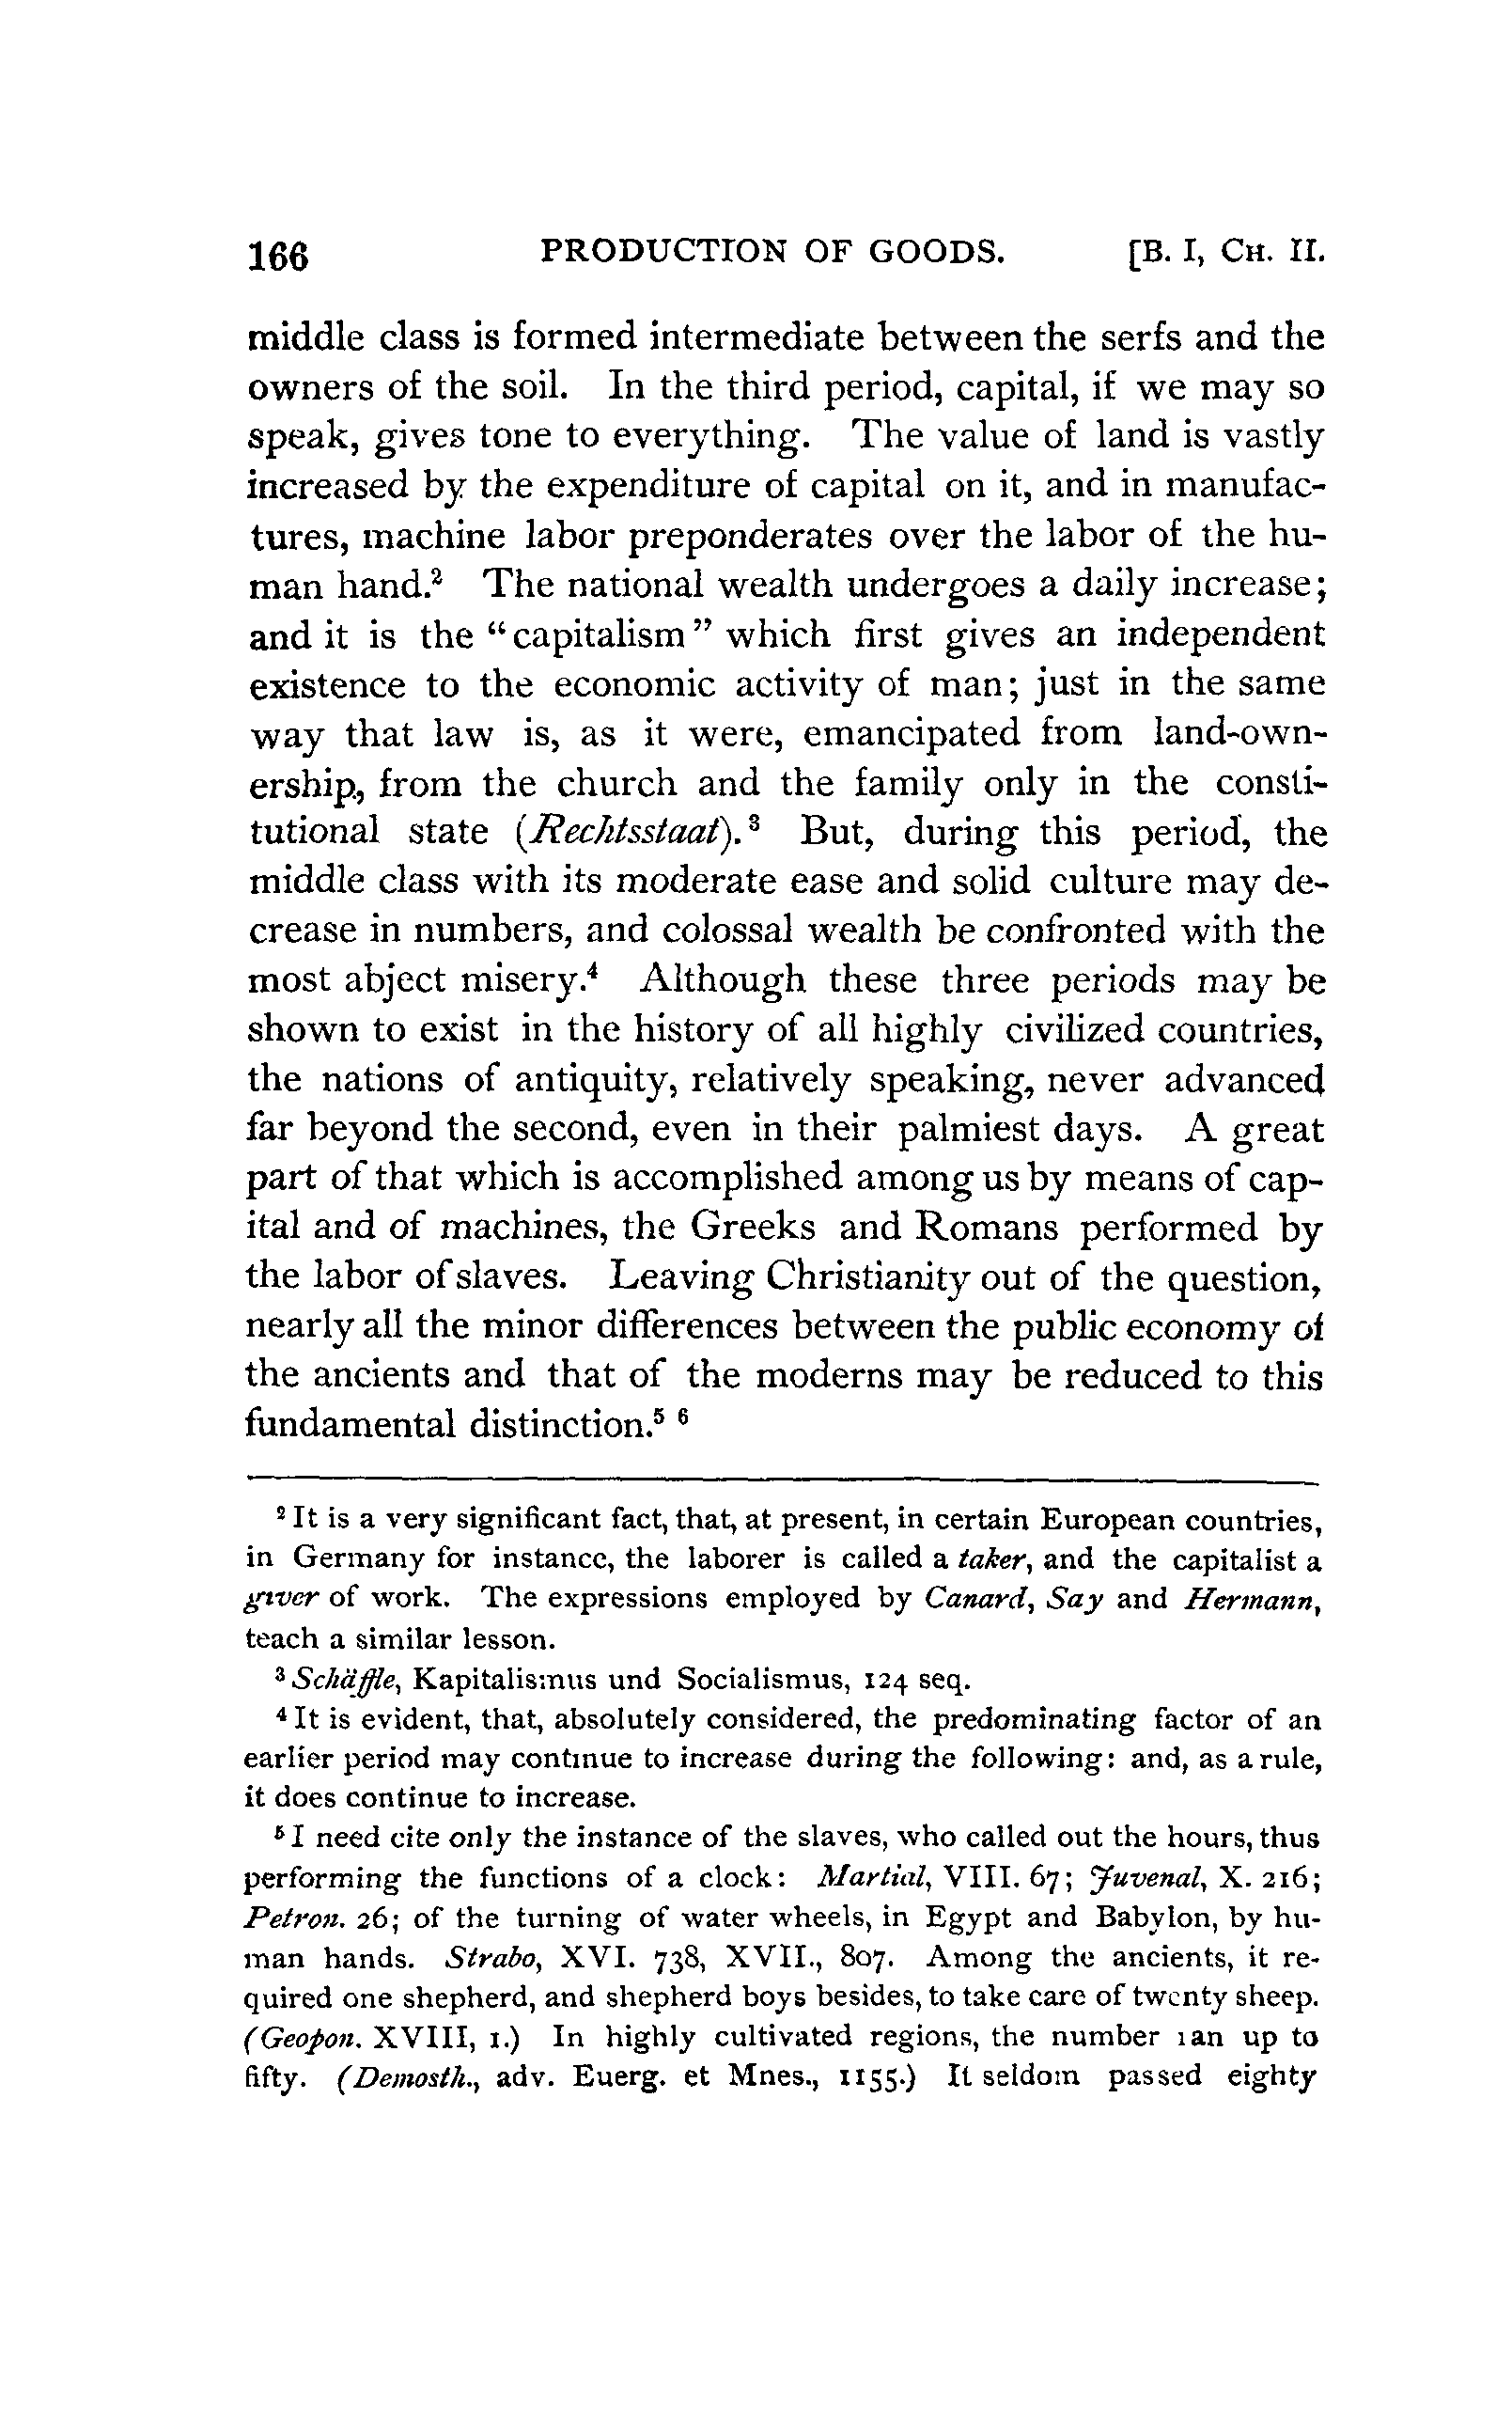 166 PRODUCTION OF GOODS. [B. I, Ch. II.
middle class is formed intermediate between the serfs and the
owners of the soil. In the third period, capital, if we may so
speak, gives tone to everything. The value of land is vastly
increased by the expenditure of capital on it, and in manufac-
tures, machine labor preponderates over the labor of the hu-
man hand.² The national wealth undergoes a daily increase;
and it is the “capitalism” which first gives an independent
existence to the economic activity of man; just in the same
way that law is, as it were, emancipated from land-own-
ership, from the church and the family only in the consti-
tutional state (Rechtsstaat).³ But, during this period, the
middle class with its moderate ease and solid culture may de-
crease in numbers, and colossal wealth be confronted with the
most abject misery.⁴ Although these three periods may be
shown to exist in the history of all highly civilized countries,
the nations of antiquity, relatively speaking, never advanced
far beyond the second, even in their palmiest days. A great
part of that which is accomplished among us by means of cap-
ital and of machines, the Greeks and Romans performed by
the labor of slaves. Leaving Christianity out of the question,
nearly all the minor differences between the public economy of
the ancients and that of the moderns may be reduced to this
fundamental distinction.⁵ ⁶
² It is a very significant fact, that, at present, in certain European countries,
in Germany for instance, the laborer is called a taker, and the capitalist a
giver of work. The expressions employed by Canard, Say and Hermann,
teach a similar lesson.
³ Schäffle, Kapitalismus und Socialismus, 124 seq.
⁴ It is evident, that, absolutely considered, the predominating factor of an
earlier period may continue to increase during the following: and, as a rule,
it does continue to increase.
⁵ I need cite only the instance of the slaves, who called out the hours, thus
performing the functions of a clock: Martial, VIII. 67; Juvenal, X. 216;
Petron. 26; of the turning of water wheels, in Egypt and Babylon, by hu-
man hands. Strabo, XVI. 738, XVII., 807. Among the ancients, it re-
quired one shepherd, and shepherd boys besides, to take care of twenty sheep.
(Geopon. XVIII, 1.) In highly cultivated regions, the number ran up to
fifty. (Demosth., adv. Euerg. et Mnes., 1155.) It seldom passed eighty